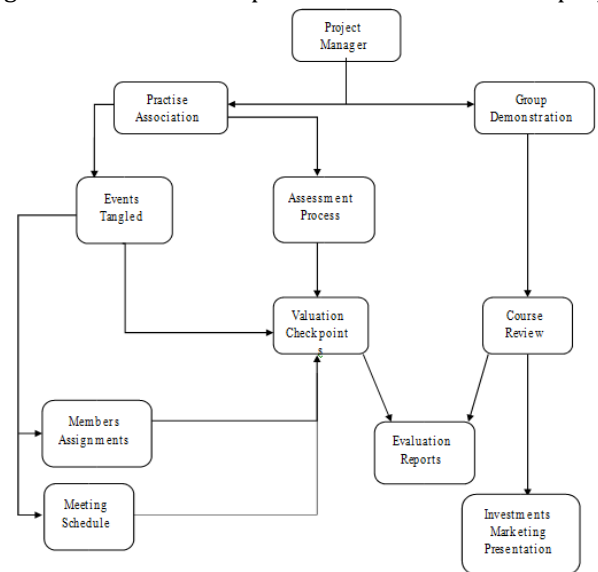 Project
Manager
Practise
Association
Group
Demonstration
Events
Tangled
Assessment
Process
Valuation
Checkpoint
s
Course
Review
Members
Assignments
Evaluation
Reports
Meeting
Schedule
Investments
Marketing
Presentation